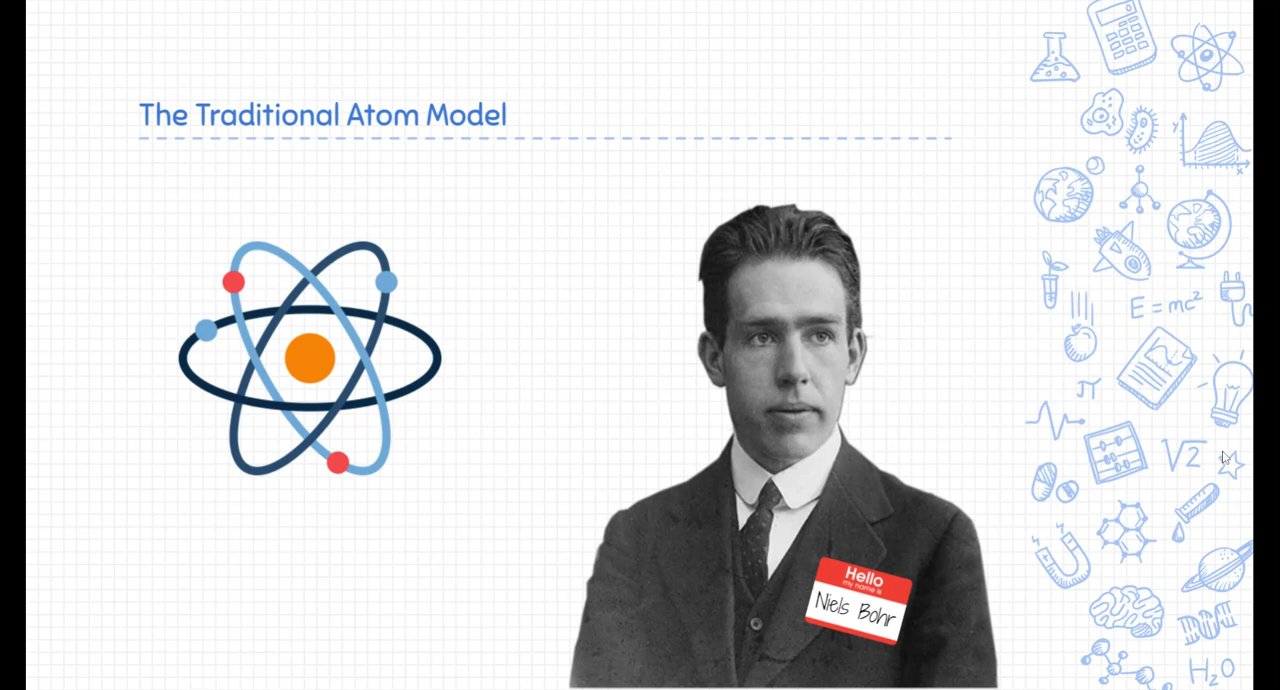 The Traditional Atom Model
Hello
my name is
Niels Bohr
y
x
E = mc²
π
√2
H₂O